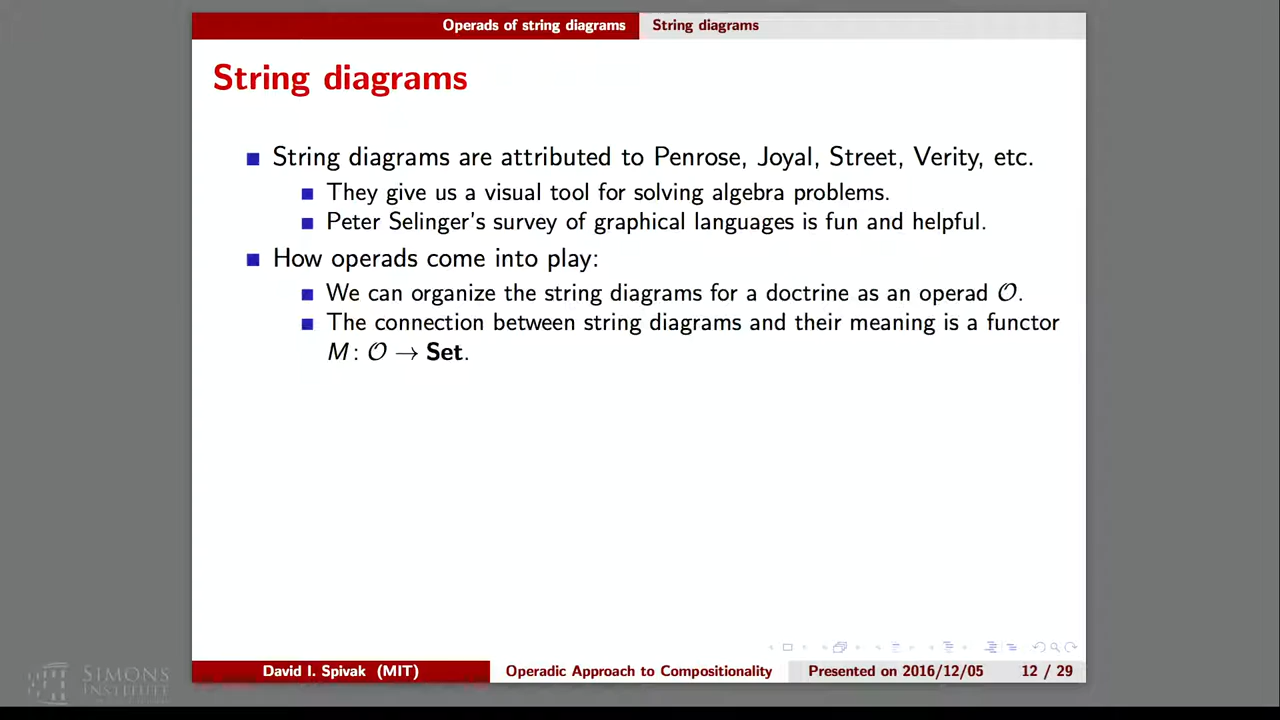 Operads of string diagrams String diagrams
String diagrams
String diagrams are attributed to Penrose, Joyal, Street, Verity, etc.
They give us a visual tool for solving algebra problems.
Peter Selinger's survey of graphical languages is fun and helpful.
How operads come into play:
We can organize the string diagrams for a doctrine as an operad 𝒪.
The connection between string diagrams and their meaning is a functor
M: 𝒪 → Set.
David I. Spivak (MIT) Operadic Approach to Compositionality Presented on 2016/12/05 12 / 29
SIMONS
INSTITUTE